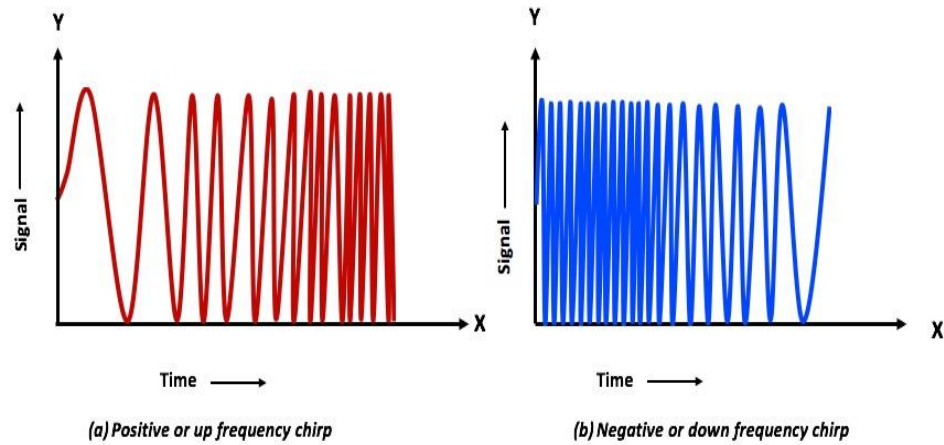 Y
Signal
X
Time
(a) Positive or up frequency chirp
Y
Signal
X
Time
(b) Negative or down frequency chirp